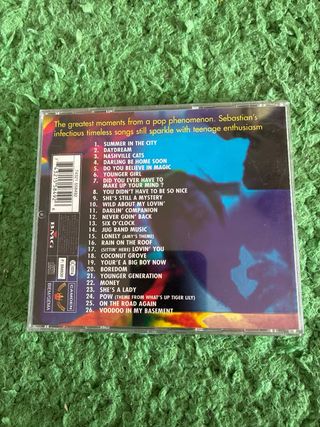 The greatest moments from a pop phenomenon. Sebastian's
infectious timeless songs still sparkle with teenage enthusiasm
1. SUMMER IN THE CITY
2. DAYDREAM
3. NASHVILLE CATS
4. DARLING BE HOME SOON
5. DO YOU BELIEVE IN MAGIC
6. YOUNGER GIRL
7. DID YOU EVER HAVE TO
MAKE UP YOUR MIND ?
8. YOU DIDN'T HAVE TO BE SO NICE
9. SHE'S STILL A MYSTERY
10. WILD ABOUT MY LOVIN'
11. DARLIN' COMPANION
12. NEVER GOIN' BACK
13. SIX O'CLOCK
14. JUG BAND MUSIC
15. LONELY (AMY'S THEME)
16. RAIN ON THE ROOF
17. (SITTIN' HERE) LOVIN' YOU
18. COCONUT GROVE
19. YOUR'E A BIG BOY NOW
20. BOREDOM
21. YOUNGER GENERATION
22. MONEY
23. SHE'S A LADY
24. POW (THEME FROM WHAT'S UP TIGER LILY)
25. ON THE ROAD AGAIN
26. VOODOO IN MY BASEMENT
BMG
CAMDEN
BIEM/GEMA